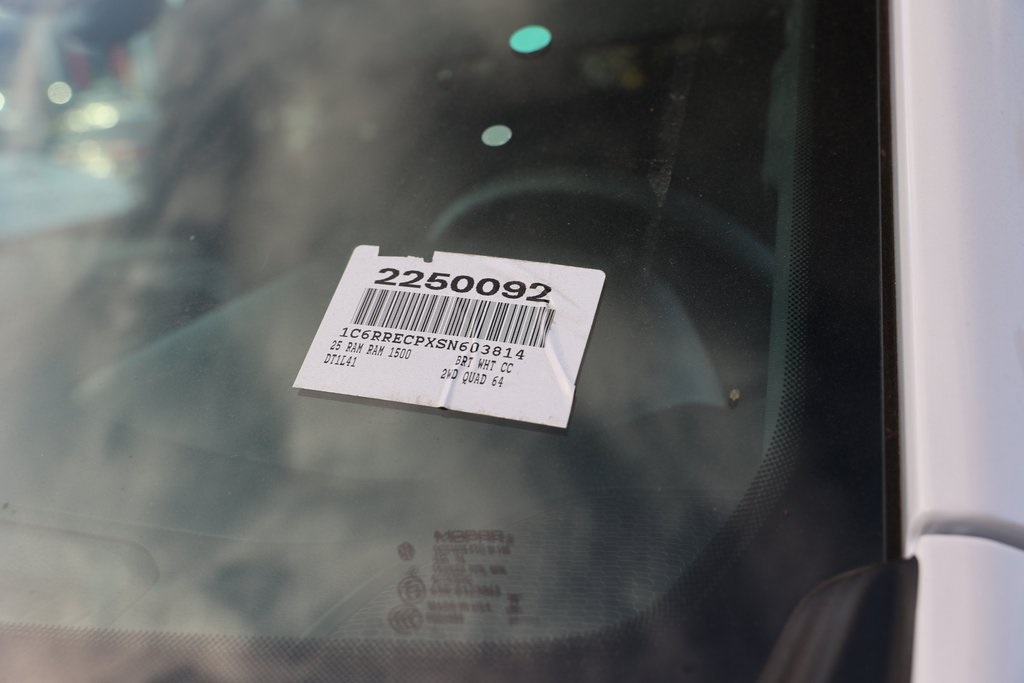 2250092
1C6RRECPXSN603814
25 RAM RAM 1500 BRT WHT CC
DT1L41 2WD QUAD 64
MOPAR